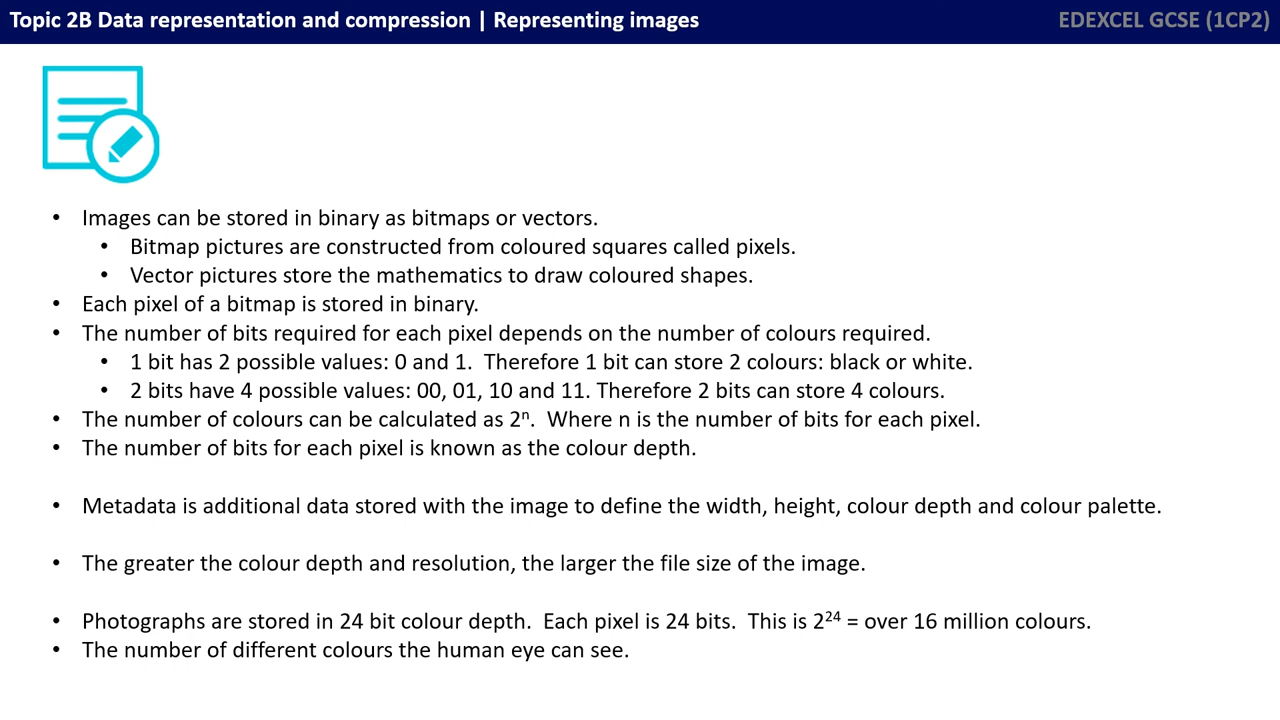 Topic 2B Data representation and compression | Representing images
EDEXCEL GCSE (1CP2)
• Images can be stored in binary as bitmaps or vectors.
• Bitmap pictures are constructed from coloured squares called pixels.
• Vector pictures store the mathematics to draw coloured shapes.
• Each pixel of a bitmap is stored in binary.
• The number of bits required for each pixel depends on the number of colours required.
• 1 bit has 2 possible values: 0 and 1.  Therefore 1 bit can store 2 colours: black or white.
• 2 bits have 4 possible values: 00, 01, 10 and 11. Therefore 2 bits can store 4 colours.
• The number of colours can be calculated as 2ⁿ.  Where n is the number of bits for each pixel.
• The number of bits for each pixel is known as the colour depth.
• Metadata is additional data stored with the image to define the width, height, colour depth and colour palette.
• The greater the colour depth and resolution, the larger the file size of the image.
• Photographs are stored in 24 bit colour depth.  Each pixel is 24 bits.  This is 2²⁴ = over 16 million colours.
• The number of different colours the human eye can see.